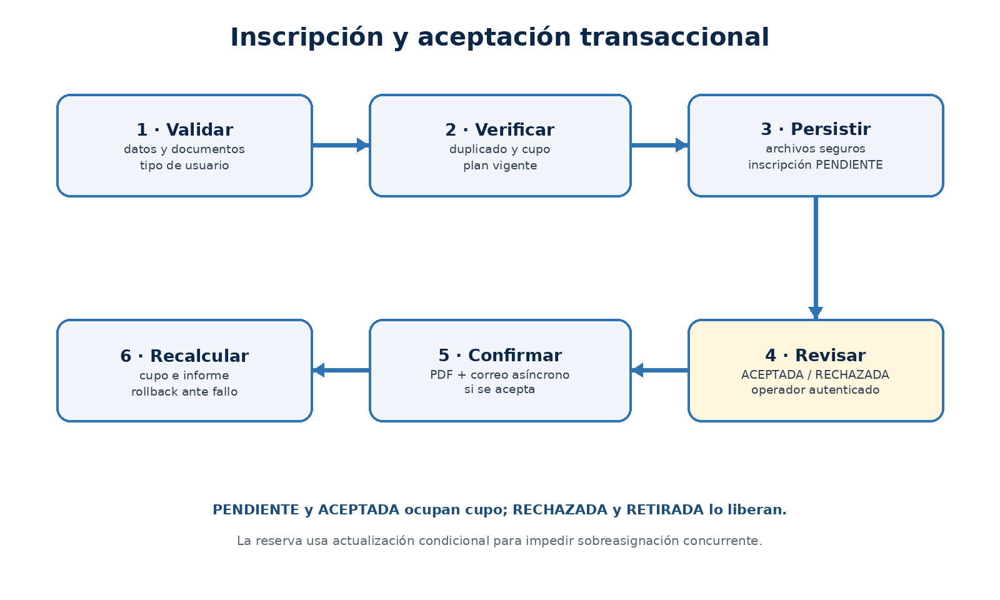 Inscripción y aceptación transaccional
1 · Validar
datos y documentos
tipo de usuario
2 · Verificar
duplicado y cupo
plan vigente
3 · Persistir
archivos seguros
inscripción PENDIENTE
4 · Revisar
ACEPTADA / RECHAZADA
operador autenticado
5 · Confirmar
PDF + correo asíncrono
si se acepta
6 · Recalcular
cupo e informe
rollback ante fallo
PENDIENTE y ACEPTADA ocupan cupo; RECHAZADA y RETIRADA lo liberan.
La reserva usa actualización condicional para impedir sobreasignación concurrente.